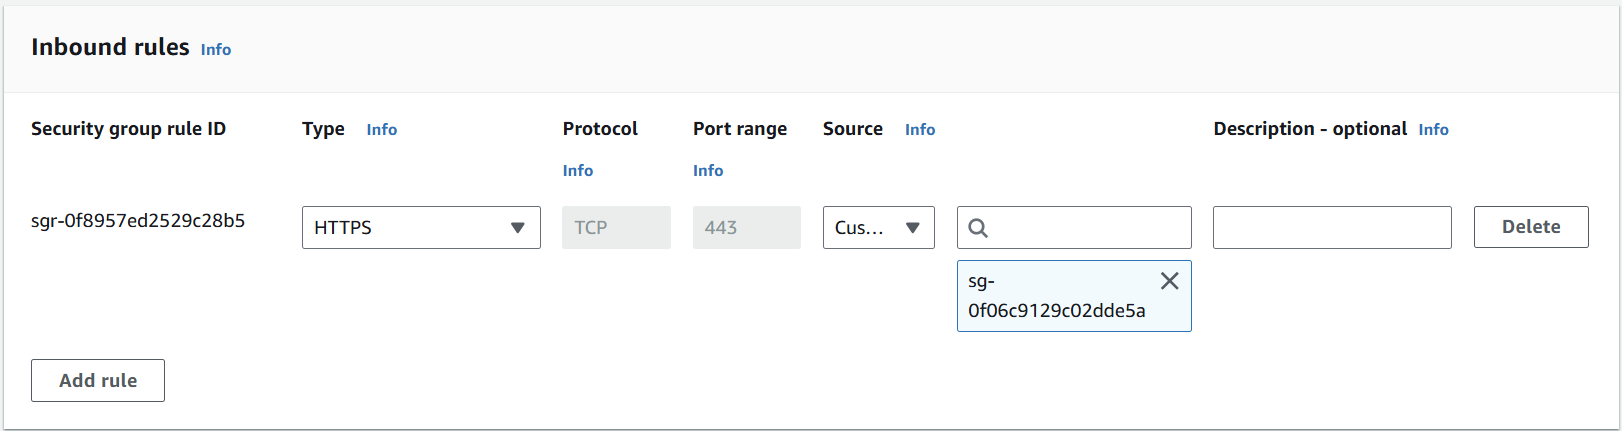 Inbound rules Info
Security group rule ID Type Info Protocol Info Port range Info Source Info Description - optional Info
sgr-0f8957ed2529c28b5 HTTPS TCP 443 Cus... Delete
sg-
0f06c9129c02dde5a
Add rule